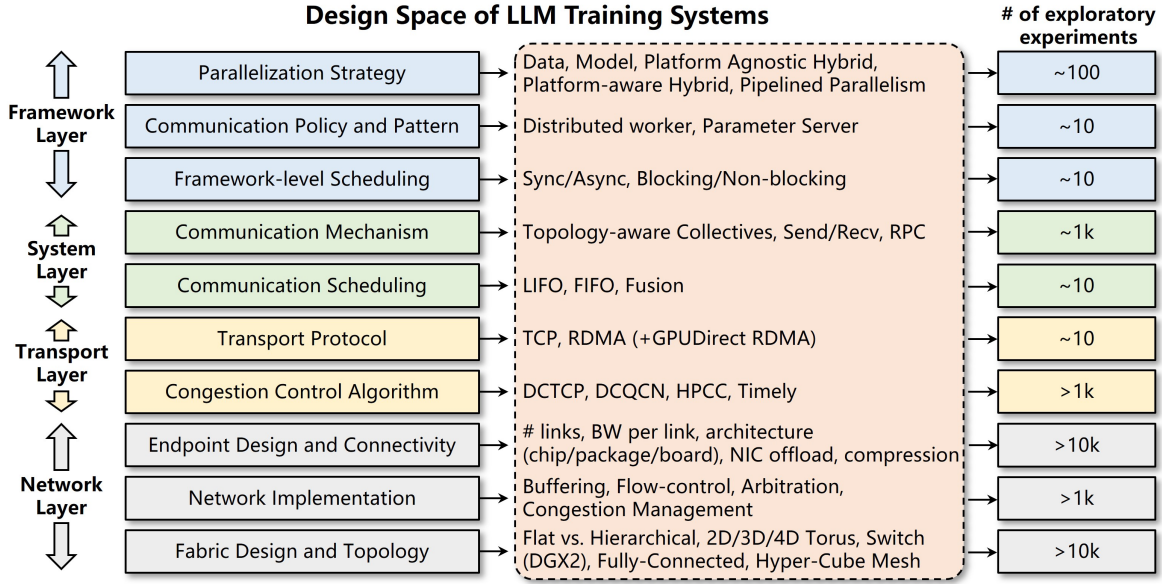 Design Space of LLM Training Systems
# of exploratory
experiments
Framework
Layer
Parallelization Strategy
Data, Model, Platform Agnostic Hybrid,
Platform-aware Hybrid, Pipelined Parallelism
~100
Communication Policy and Pattern
Distributed worker, Parameter Server
~10
Framework-level Scheduling
Sync/Async, Blocking/Non-blocking
~10
System
Layer
Communication Mechanism
Topology-aware Collectives, Send/Recv, RPC
~1k
Communication Scheduling
LIFO, FIFO, Fusion
~10
Transport
Layer
Transport Protocol
TCP, RDMA (+GPUDirect RDMA)
~10
Congestion Control Algorithm
DCTCP, DCQCN, HPCC, Timely
>1k
Network
Layer
Endpoint Design and Connectivity
# links, BW per link, architecture
(chip/package/board), NIC offload, compression
>10k
Network Implementation
Buffering, Flow-control, Arbitration,
Congestion Management
>1k
Fabric Design and Topology
Flat vs. Hierarchical, 2D/3D/4D Torus, Switch
(DGX2), Fully-Connected, Hyper-Cube Mesh
>10k